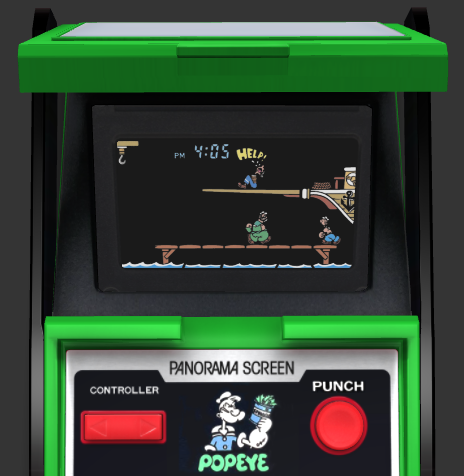 PM 4:05 HELP!
PANORAMA SCREEN
CONTROLLER
PUNCH
POPEYE